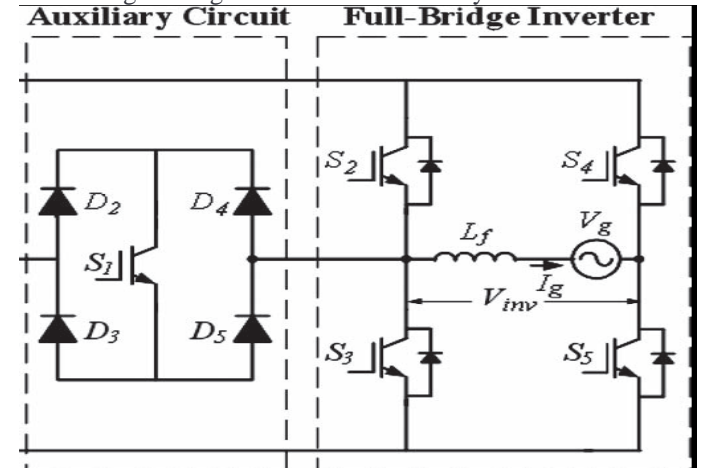 Auxiliary Circuit
Full-Bridge Inverter
S2
S4
D2
D4
Vg
Lf
S1
Ig
Vinv
D3
D5
S3
S5